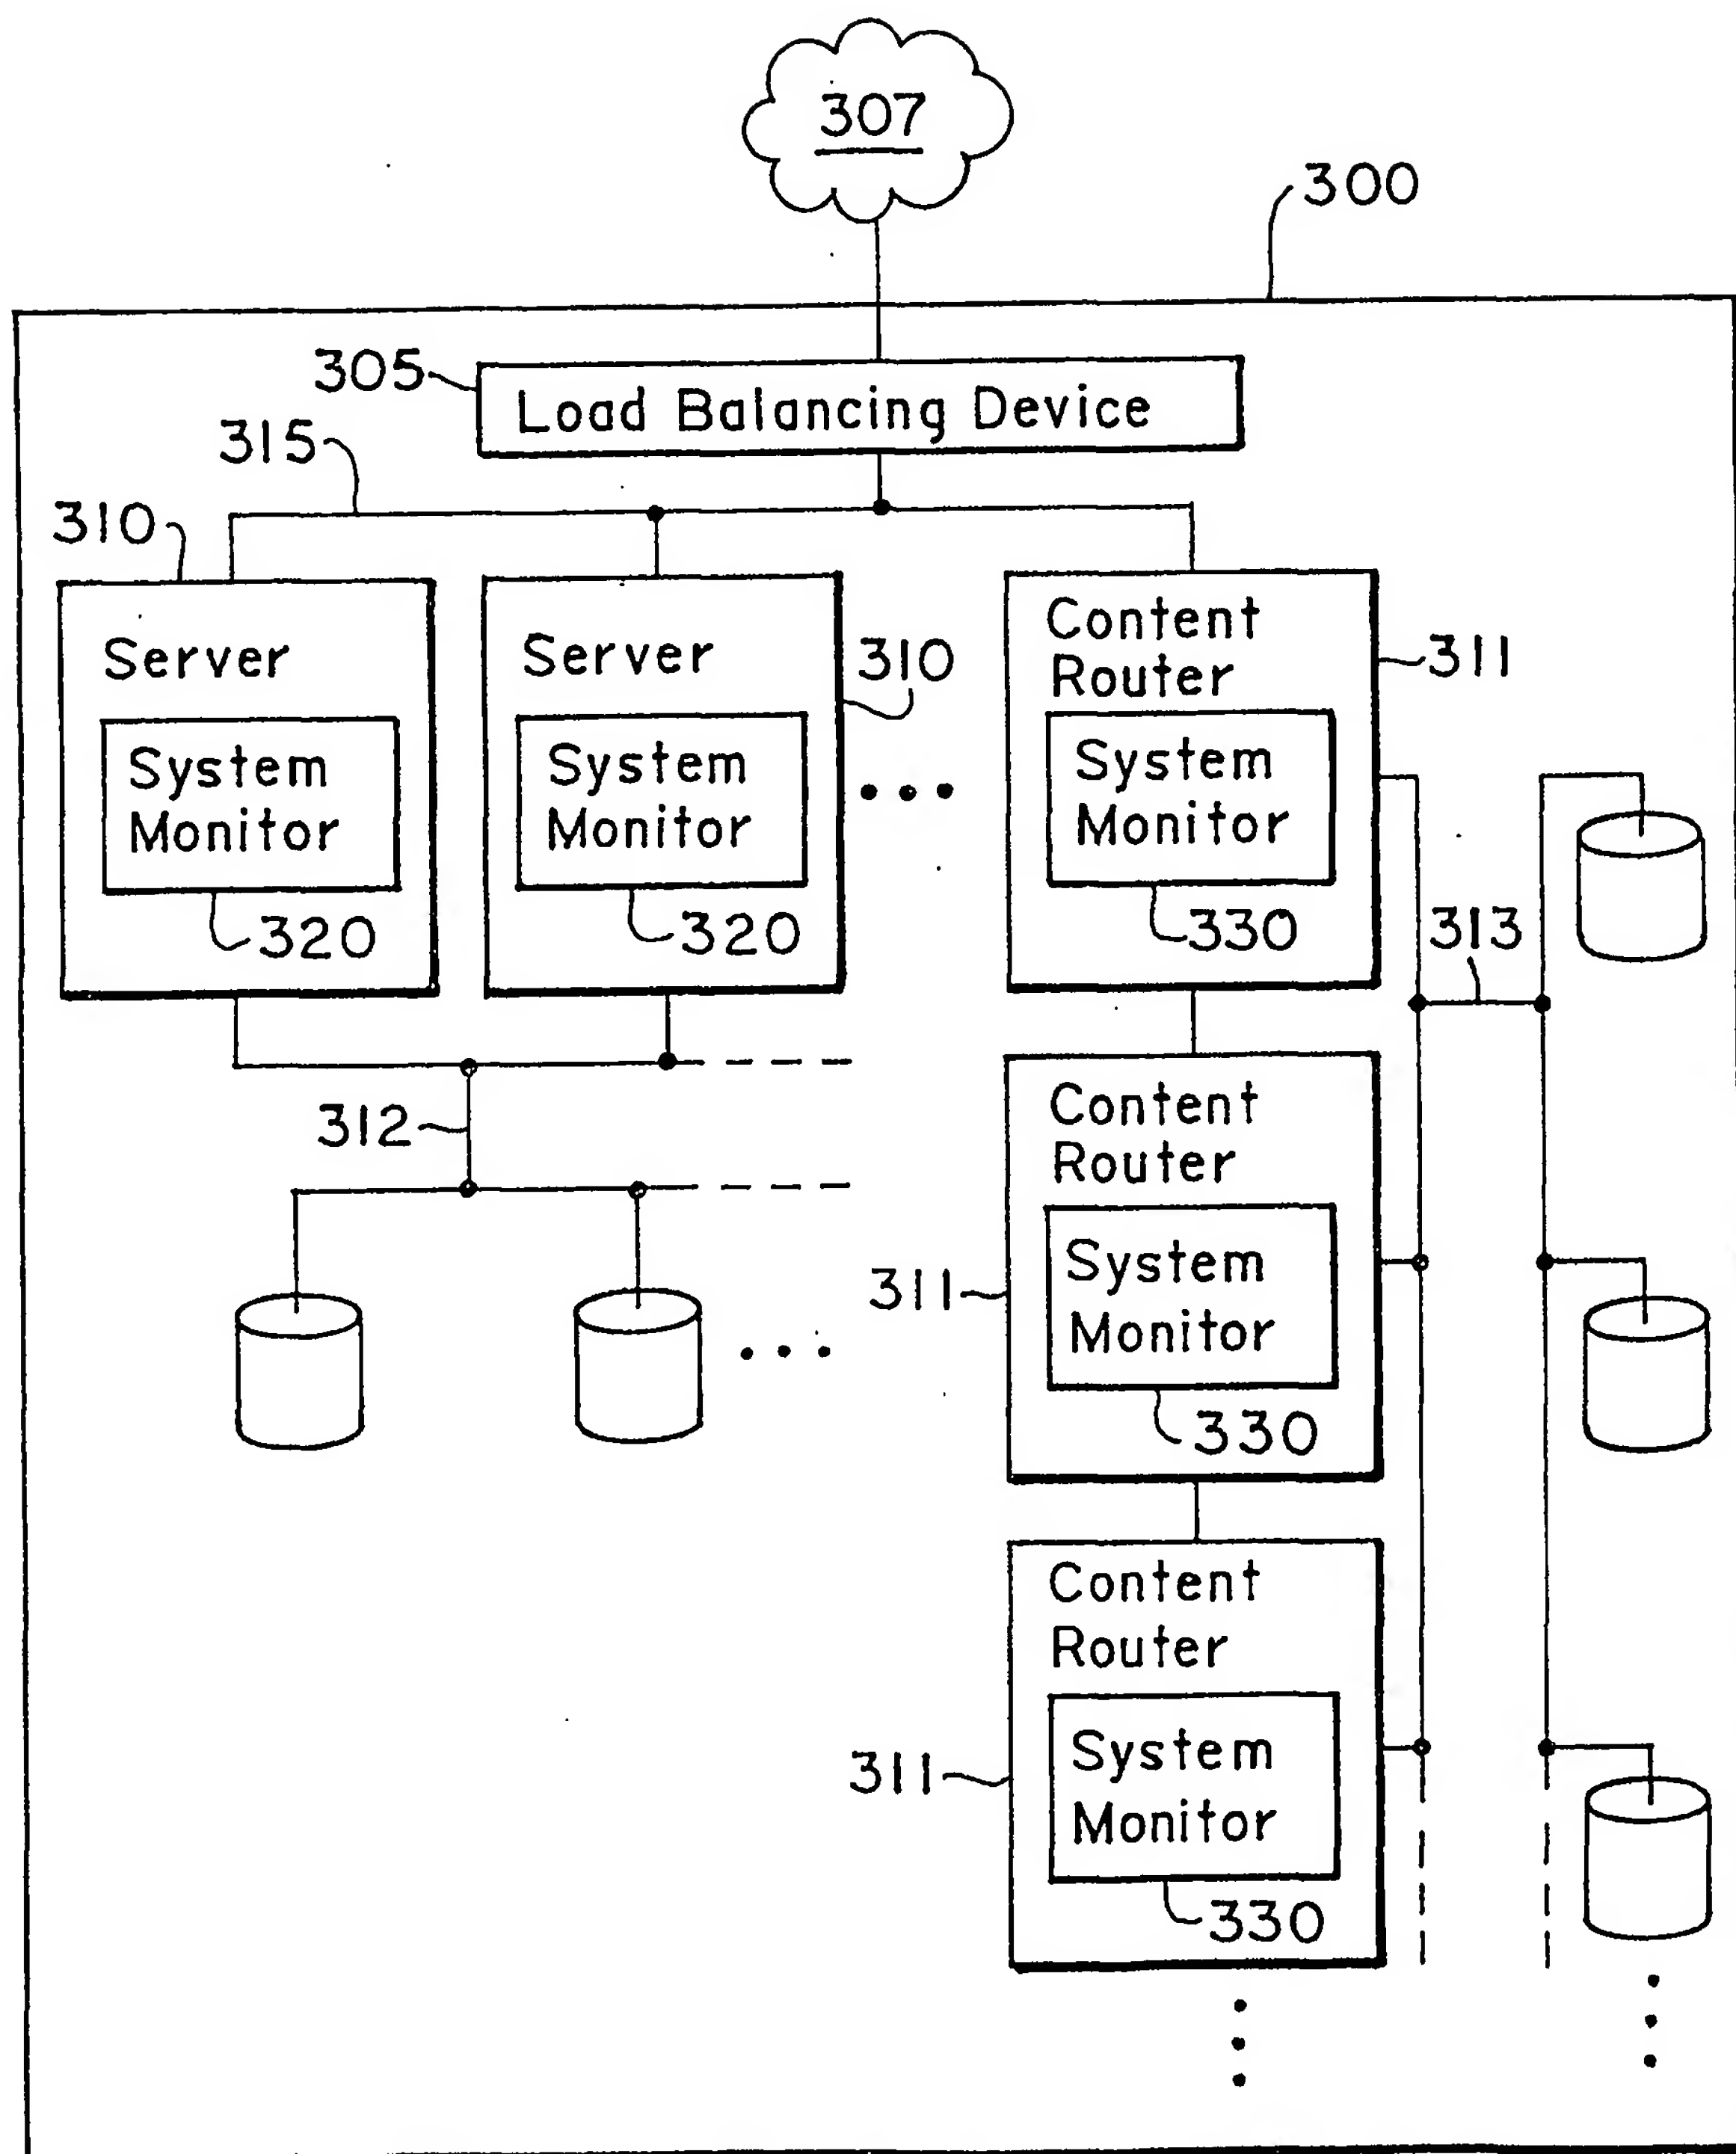 307
300
305
Load Balancing Device
315
310
Server
System
Monitor
320
Server
310
System
Monitor
320
Content
Router
311
System
Monitor
330
313
312
Content
Router
311
System
Monitor
330
Content
Router
311
System
Monitor
330